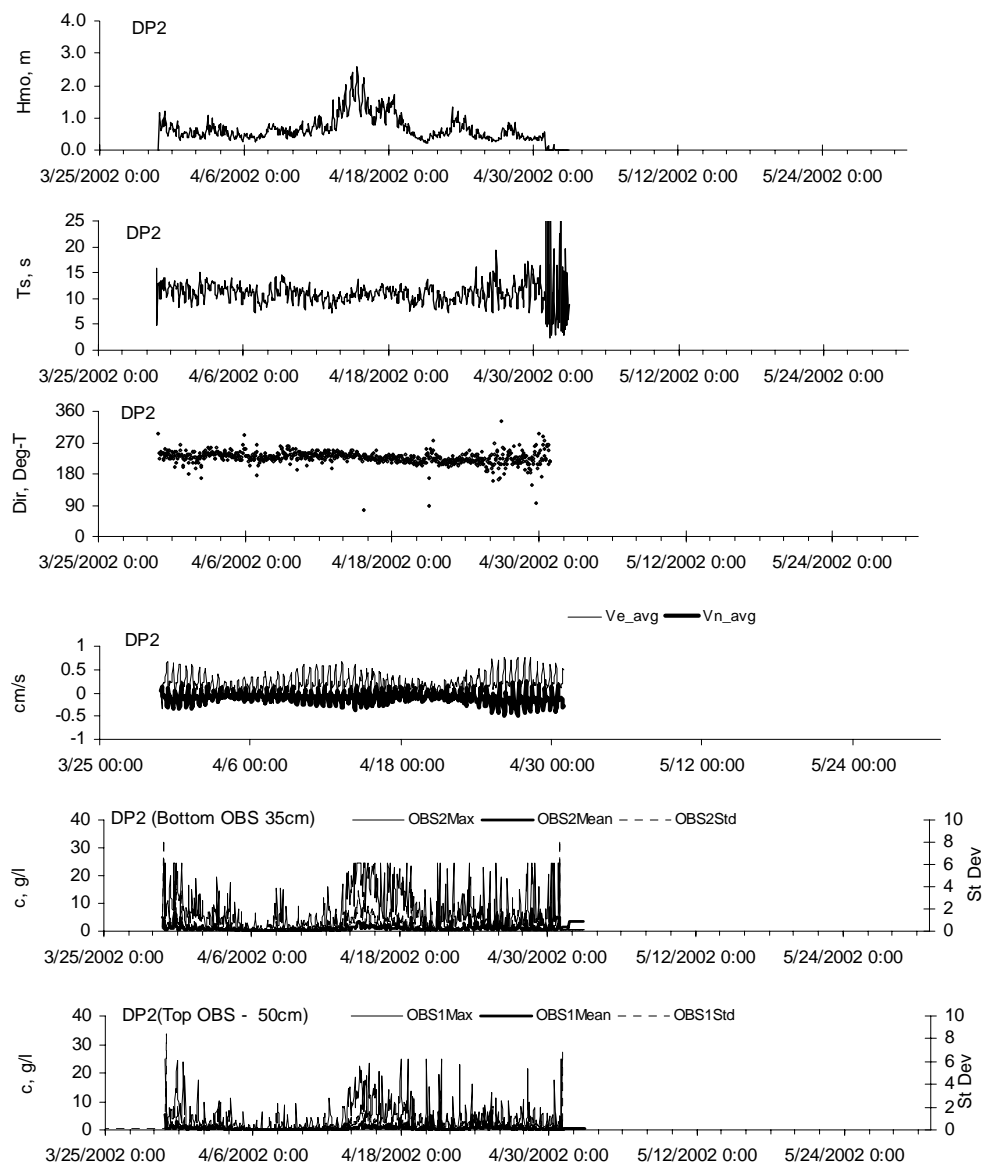 DP2
4.0
3.0
2.0
1.0
0.0
Hmo, m
3/25/2002 0:00 4/6/2002 0:00 4/18/2002 0:00 4/30/2002 0:00 5/12/2002 0:00 5/24/2002 0:00
DP2
25
20
15
10
5
0
Ts, s
3/25/2002 0:00 4/6/2002 0:00 4/18/2002 0:00 4/30/2002 0:00 5/12/2002 0:00 5/24/2002 0:00
DP2
360
270
180
90
0
Dir, Deg-T
3/25/2002 0:00 4/6/2002 0:00 4/18/2002 0:00 4/30/2002 0:00 5/12/2002 0:00 5/24/2002 0:00
Ve_avg Vn_avg
DP2
1
0.5
0
-0.5
-1
cm/s
3/25 00:00 4/6 00:00 4/18 00:00 4/30 00:00 5/12 00:00 5/24 00:00
DP2 (Bottom OBS 35cm) OBS2Max OBS2Mean OBS2Std
40
30
20
10
0
c, g/l
10
8
6
4
2
0
St Dev
3/25/2002 0:00 4/6/2002 0:00 4/18/2002 0:00 4/30/2002 0:00 5/12/2002 0:00 5/24/2002 0:00
DP2(Top OBS - 50cm) OBS1Max OBS1Mean OBS1Std
40
30
20
10
0
c, g/l
10
8
6
4
2
0
St Dev
3/25/2002 0:00 4/6/2002 0:00 4/18/2002 0:00 4/30/2002 0:00 5/12/2002 0:00 5/24/2002 0:00